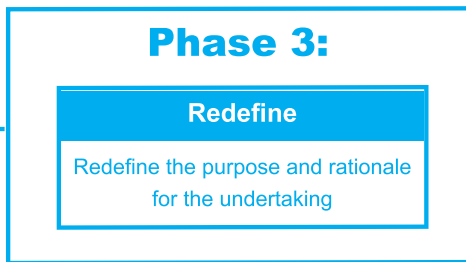 Phase 3:
Redefine
Redefine the purpose and rationale
for the undertaking